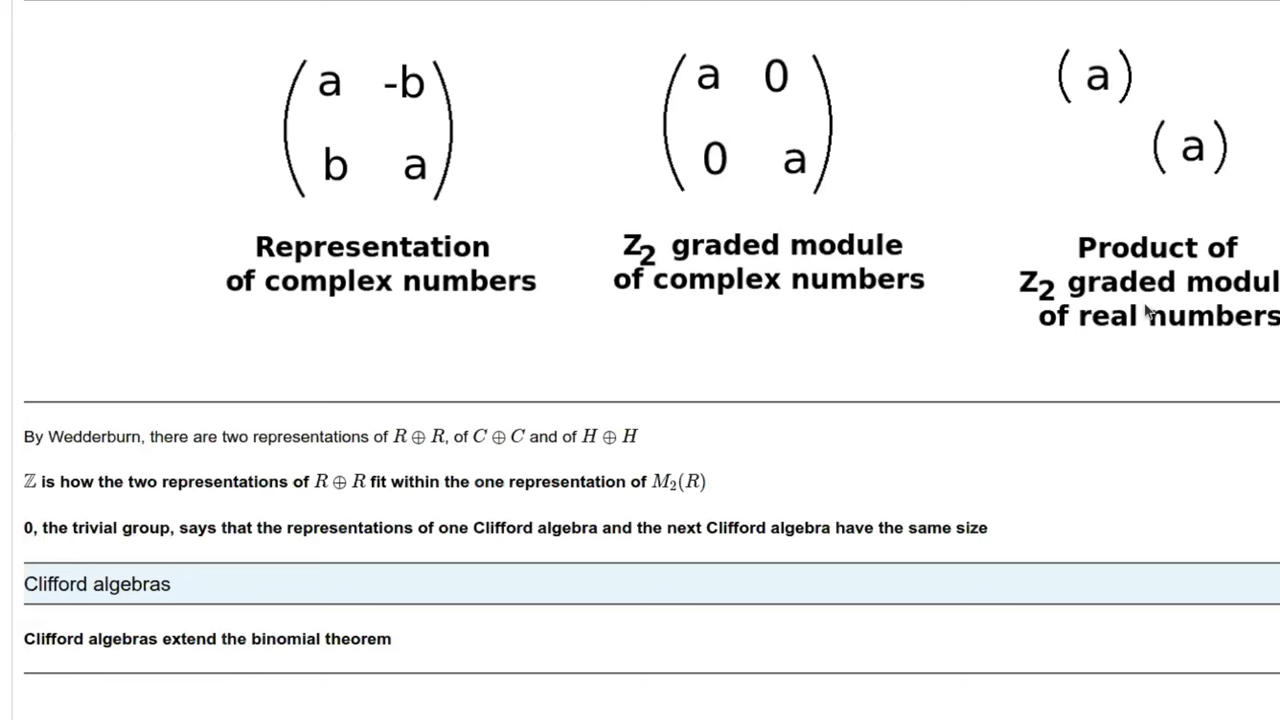 a -b
b a
Representation
of complex numbers
a 0
0 a
Z2 graded module
of complex numbers
(a)
(a)
Product of
Z2 graded modul
of real numbers
By Wedderburn, there are two representations of R ⊕ R, of C ⊕ C and of H ⊕ H
ℤ is how the two representations of R ⊕ R fit within the one representation of M₂(R)
0, the trivial group, says that the representations of one Clifford algebra and the next Clifford algebra have the same size
Clifford algebras
Clifford algebras extend the binomial theorem